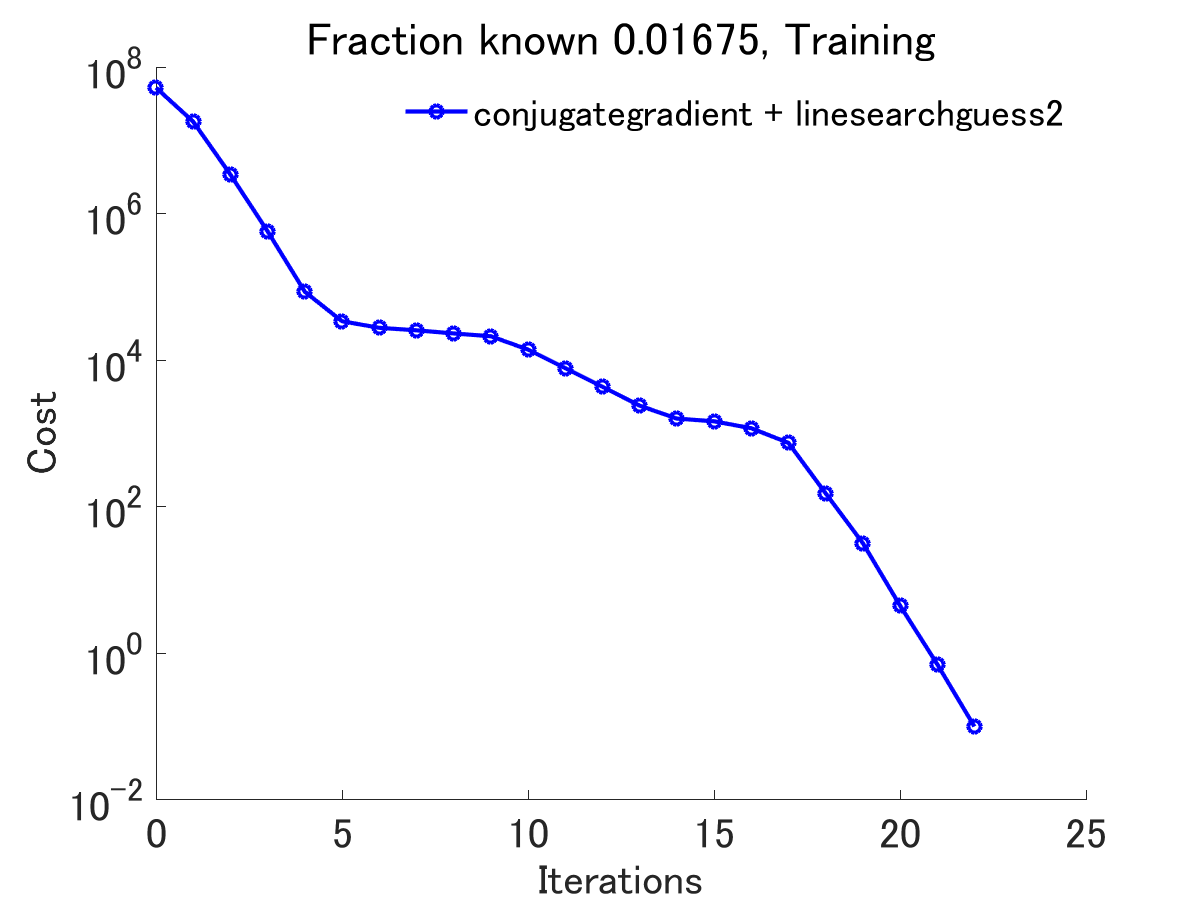 Fraction known 0.01675, Training
conjugategradient + linesearchguess2
10^8
10^6
10^4
10^2
10^0
10^-2
Cost
0 5 10 15 20 25
Iterations